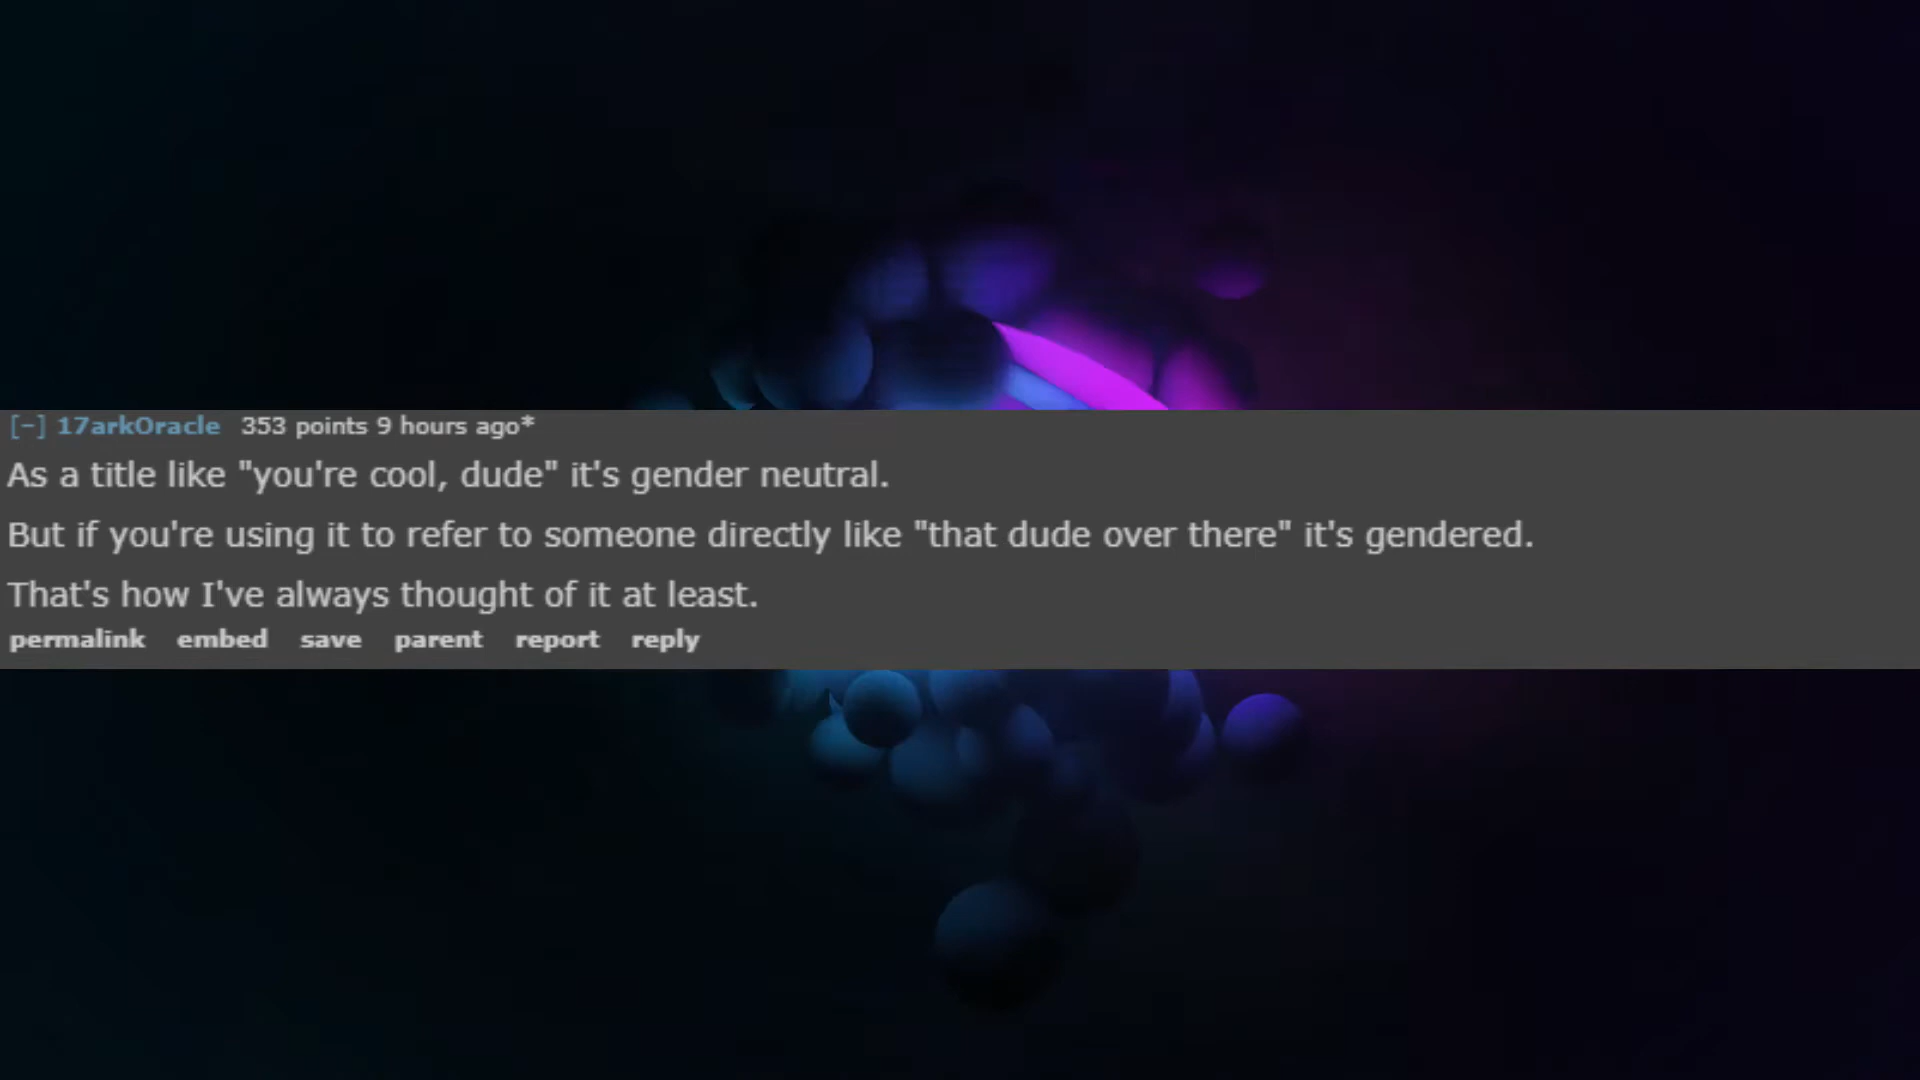 [−] 17arkOracle 353 points 9 hours ago*
As a title like "you're cool, dude" it's gender neutral.
But if you're using it to refer to someone directly like "that dude over there" it's gendered.
That's how I've always thought of it at least.
permalink embed save parent report reply